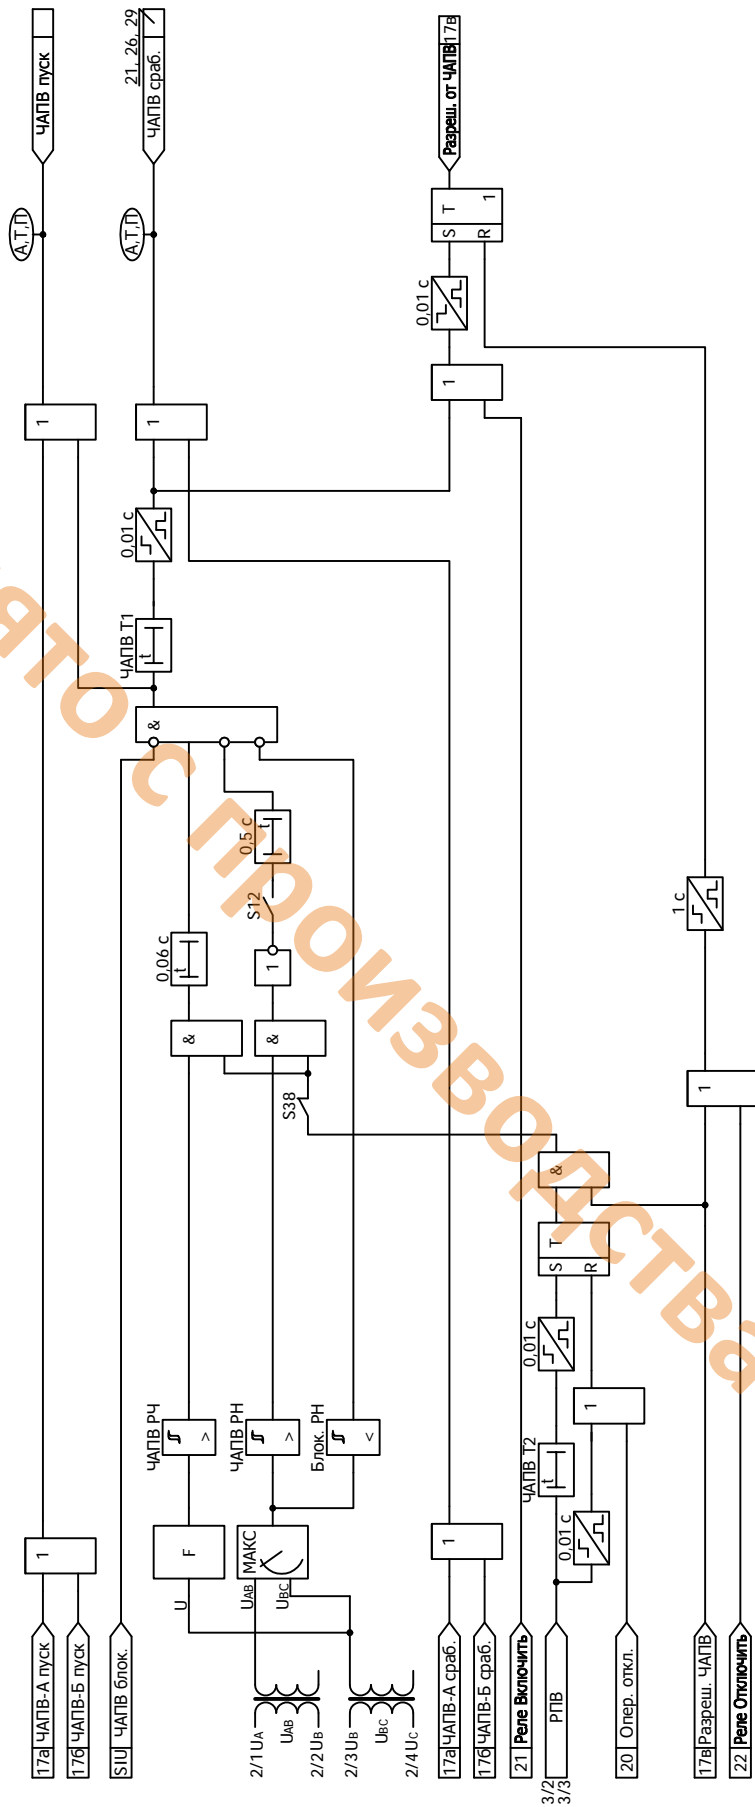 ЧАПВ пуск
21, 26, 29
ЧАПВ сраб.
Разреш. от ЧАПВ 17в
А,Т,П
А,Т,П
S T 1
R
0,01 с
1
1
1
0,01 с
ЧАПВ Т1
t
&
0,5 с
t
S12
1
0,06 с
t
&
&
S38
1 с
1
&
S T
R
0,01 с
1
ЧАПВ Т2
t
0,01 с
ЧАПВ РЧ
>
ЧАПВ РН
>
Блок. РН
<
1
F
U
МАКС
UAB
UBC
1
17а ЧАПВ-А пуск
17б ЧАПВ-Б пуск
SIU ЧАПВ блок.
2/1 UA
UAB
2/2 UB
2/3 UB
UBC
2/4 UC
17а ЧАПВ-А сраб.
17б ЧАПВ-Б сраб.
21 Реле Включить
3/2
3/3
РПВ
20 Опер. откл.
17в Разреш. ЧАПВ
22 Реле Отключить
ято с производства